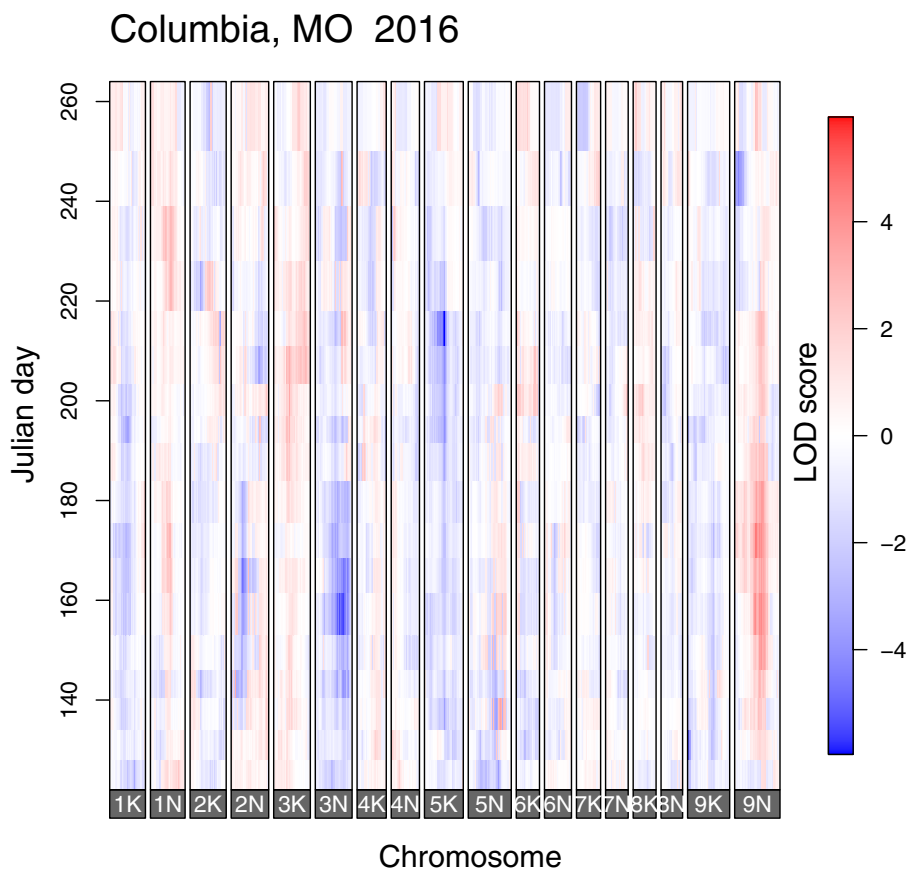 Columbia, MO 2016
260
240
220
200
180
160
140
Julian day
1K 1N 2K 2N 3K 3N 4K 4N 5K 5N 6K 6N 7K 7N 8K 8N 9K 9N
Chromosome
LOD score
4
2
0
−2
−4